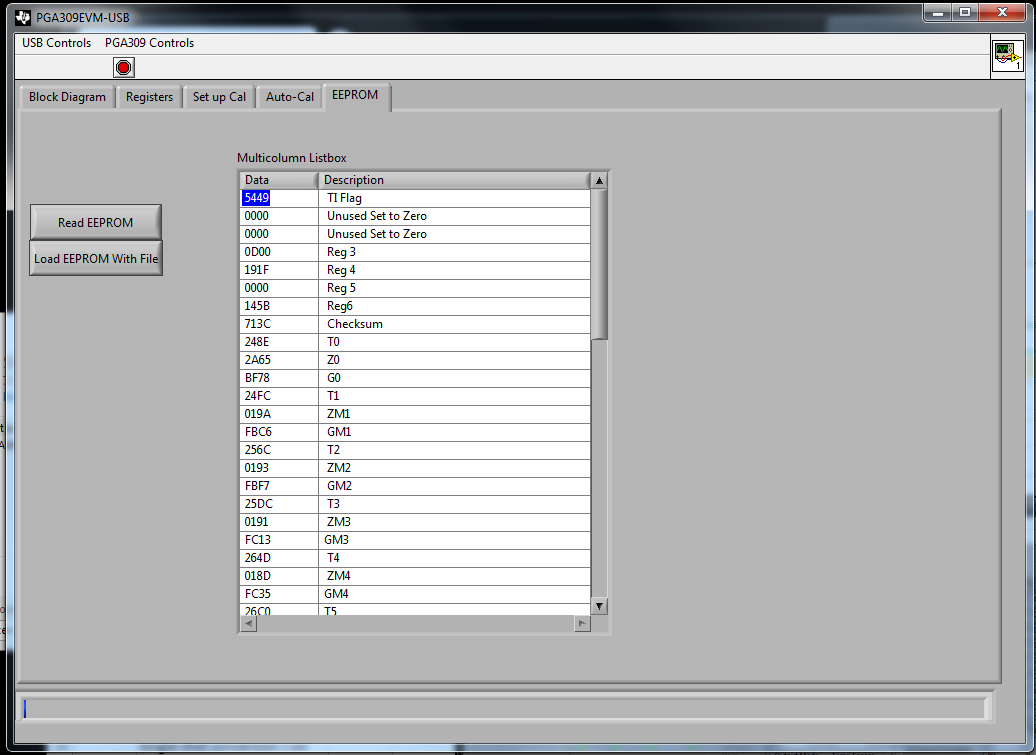 PGA309EVM-USB
USB Controls PGA309 Controls
1
Block Diagram Registers Set up Cal Auto-Cal EEPROM
Multicolumn Listbox
Data Description
5449 TI Flag
0000 Unused Set to Zero
0000 Unused Set to Zero
0D00 Reg 3
191F Reg 4
0000 Reg 5
145B Reg6
713C Checksum
248E T0
2A65 Z0
BF78 G0
24FC T1
019A ZM1
FBC6 GM1
256C T2
0193 ZM2
FBF7 GM2
25DC T3
0191 ZM3
FC13 GM3
264D T4
018D ZM4
FC35 GM4
26C0 T5
Read EEPROM
Load EEPROM With File